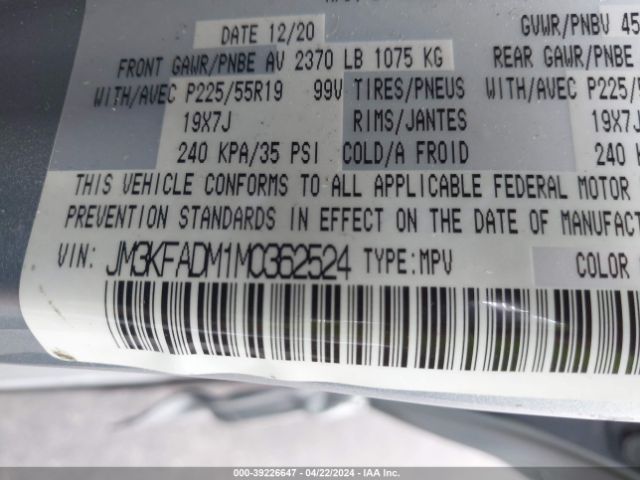 DATE 12/20
GVWR/PNBV 45
FRONT GAWR/PNBE AV 2370 LB 1075 KG
REAR GAWR/PNBE
WITH/AVEC P225/55R19 99V TIRES/PNEUS WITH/AVEC P225/5
19X7J RIMS/JANTES 19X7J
240 KPA/35 PSI COLD/A FROID 240 K
THIS VEHICLE CONFORMS TO ALL APPLICABLE FEDERAL MOTOR
PREVENTION STANDARDS IN EFFECT ON THE DATE OF MANUFA
VIN: JM3KFADM1M0362524 TYPE:MPV COLOR
000-39226647 - 04/22/2024 - IAA Inc.